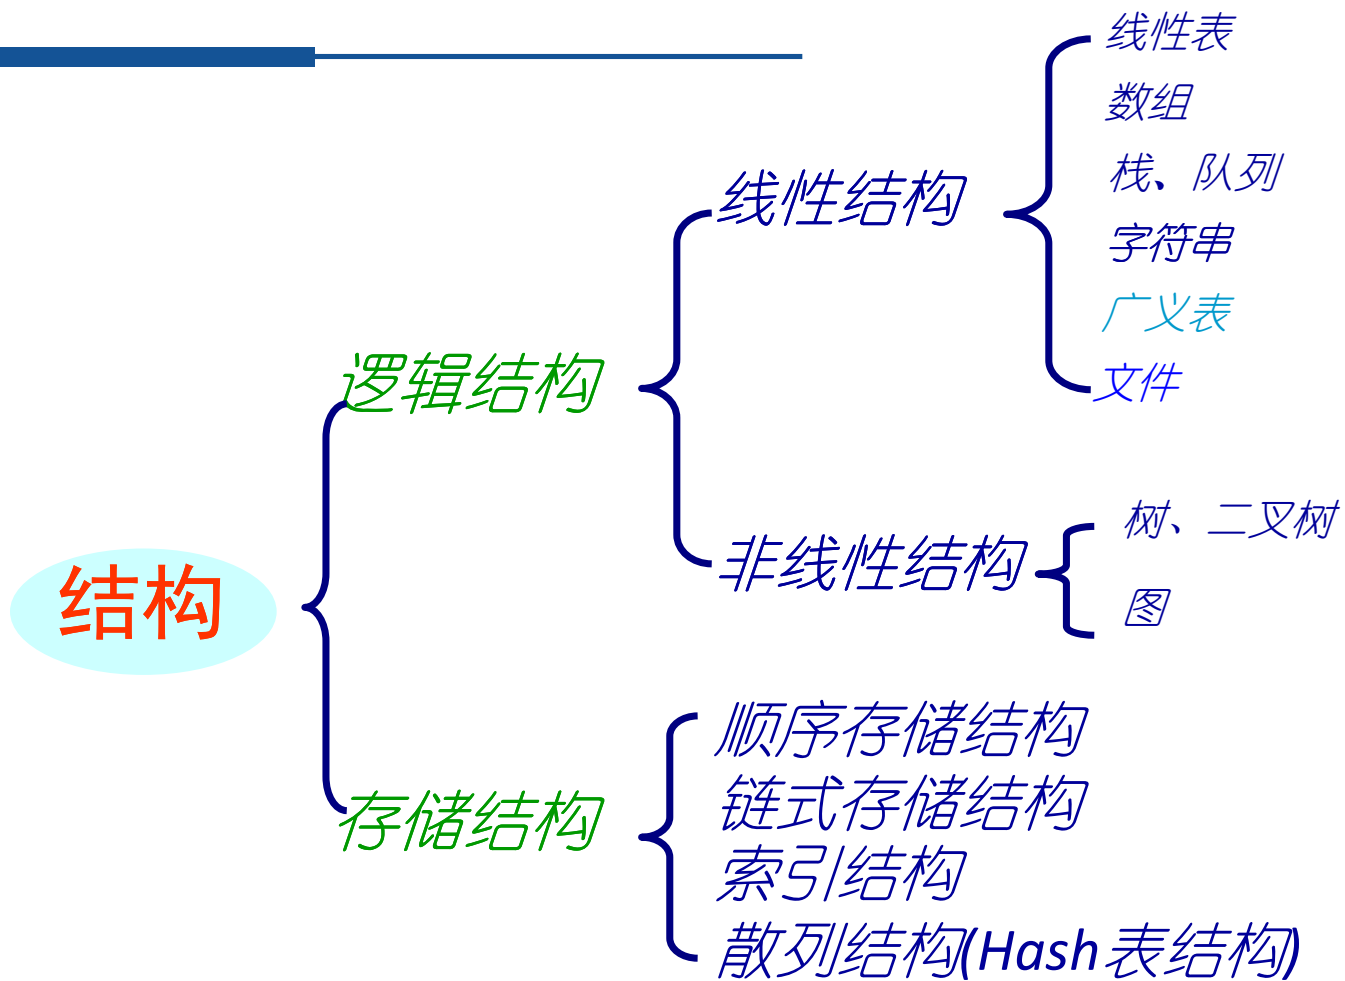 线性表
数组
栈、队列
字符串
广义表
文件
线性结构
逻辑结构
非线性结构
树、二叉树
图
结构
存储结构
顺序存储结构
链式存储结构
索引结构
散列结构(Hash表结构)